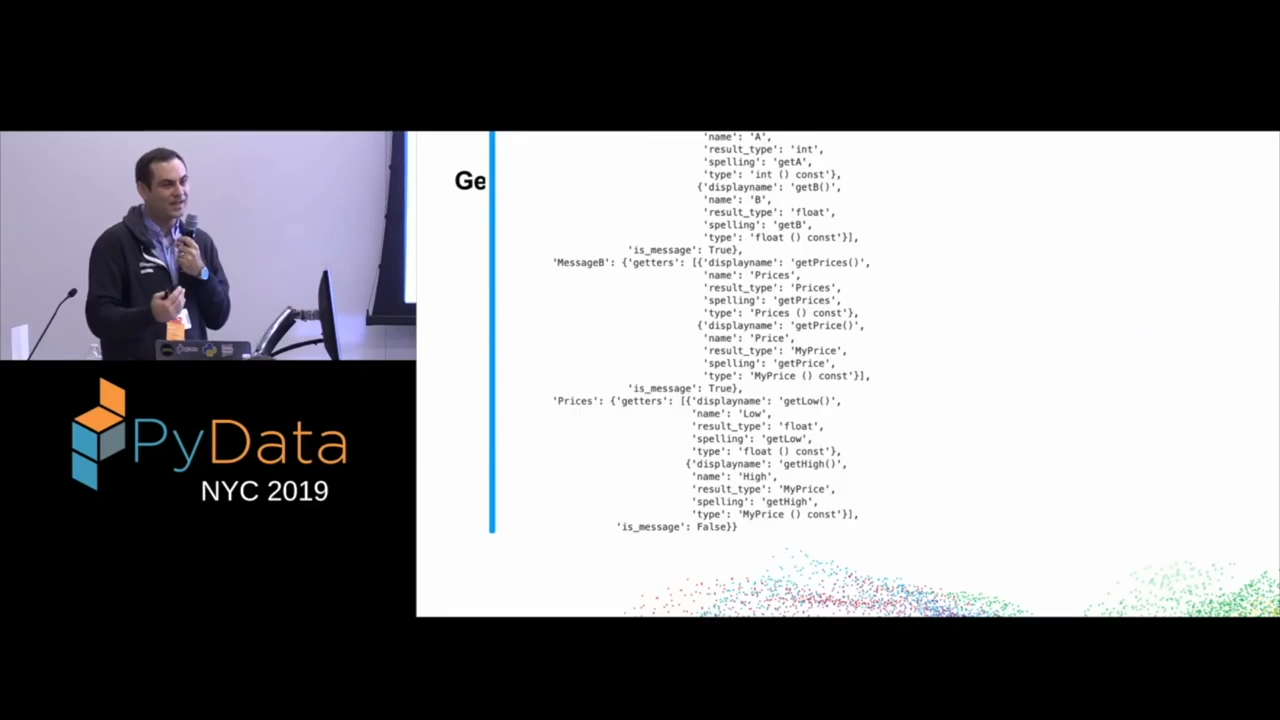 Ge
'name': 'A',
'result_type': 'int',
'spelling': 'getA',
'type': 'int () const'},
{'displayname': 'getB()',
'name': 'B',
'result_type': 'float',
'spelling': 'getB',
'type': 'float () const'}],
'is_message': True},
'MessageB': {'getters': [{'displayname': 'getPrices()',
'name': 'Prices',
'result_type': 'Prices',
'spelling': 'getPrices',
'type': 'Prices () const'},
{'displayname': 'getPrice()',
'name': 'Price',
'result_type': 'MyPrice',
'spelling': 'getPrice',
'type': 'MyPrice () const'}],
'is_message': True},
'Prices': {'getters': [{'displayname': 'getLow()',
'name': 'Low',
'result_type': 'float',
'spelling': 'getLow',
'type': 'float () const'},
{'displayname': 'getHigh()',
'name': 'High',
'result_type': 'MyPrice',
'spelling': 'getHigh',
'type': 'MyPrice () const'}],
'is_message': False}}
PyData
NYC 2019